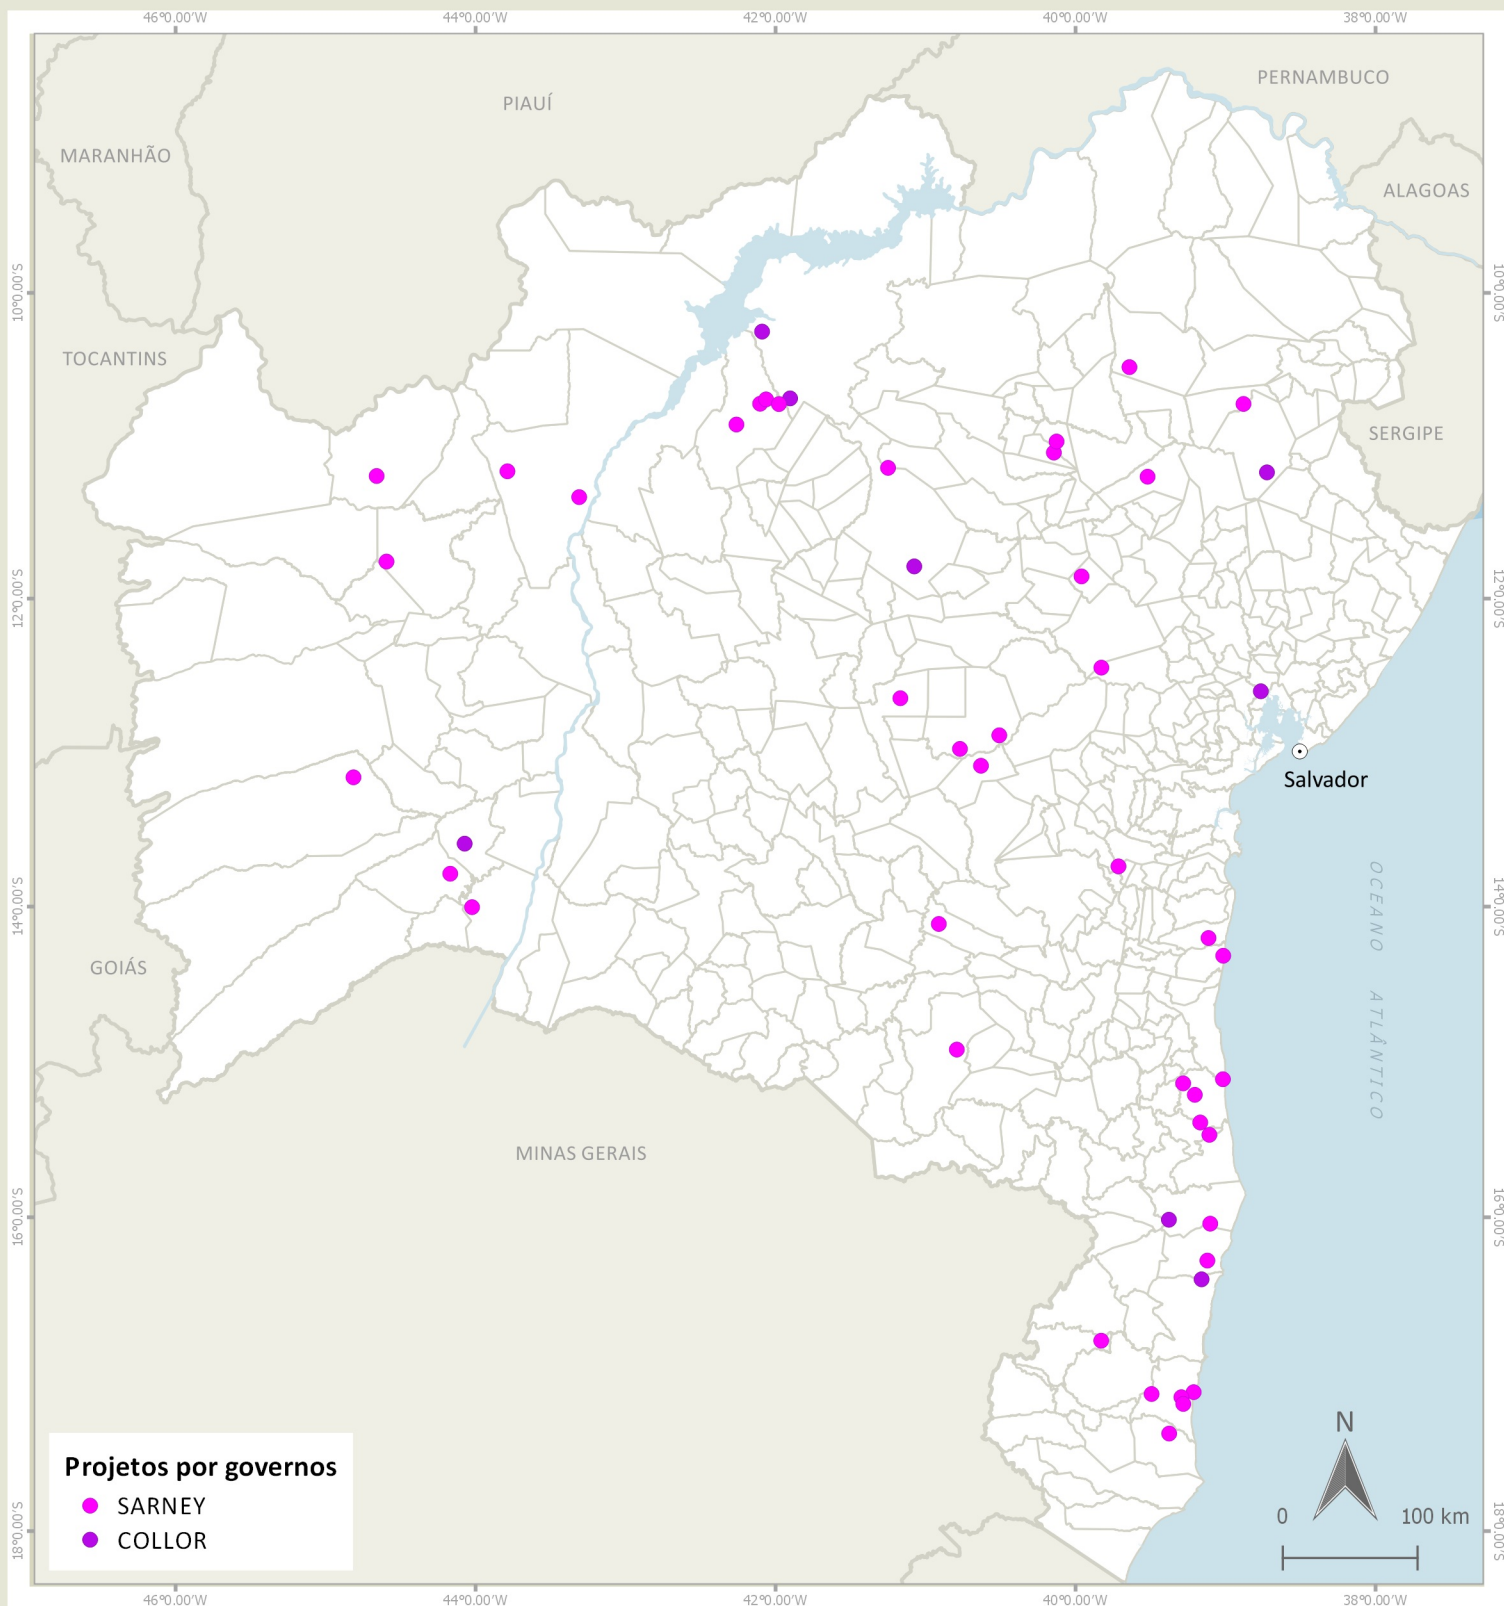 46°0.00'W 44°0.00'W 42°0.00'W 40°0.00'W 38°0.00'W
PERNAMBUCO
PIAUÍ
MARANHÃO
ALAGOAS
10°0.00'S 10°0.00'S
TOCANTINS
SERGIPE
12°0.00'S 12°0.00'S
Salvador
OCEANO ATLÂNTICO
14°0.00'S 14°0.00'S
GOIÁS
MINAS GERAIS
16°0.00'S 16°0.00'S
N
Projetos por governos
SARNEY
COLLOR
0 100 km
18°0.00'S 18°0.00'S
46°0.00'W 44°0.00'W 42°0.00'W 40°0.00'W 38°0.00'W